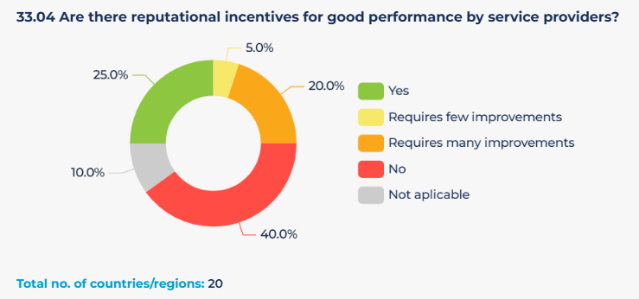 33.04 Are there reputational incentives for good performance by service providers?
5.0%
25.0%
20.0%
Yes
Requires few improvements
Requires many improvements
No
10.0%
Not aplicable
40.0%
Total no. of countries/regions: 20